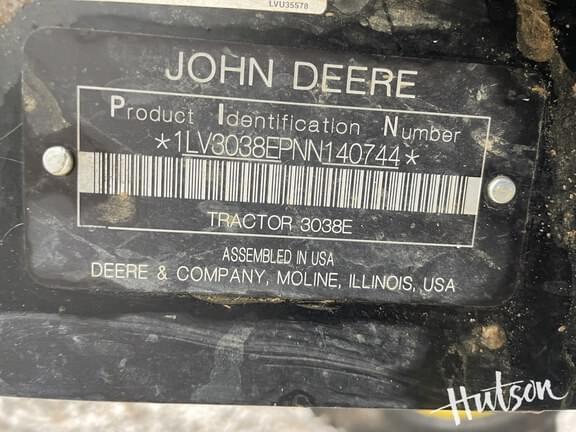 LVU35578
JOHN DEERE
Product Identification Number
*1LV3038EPNN140744*
TRACTOR 3038E
ASSEMBLED IN USA
DEERE & COMPANY, MOLINE, ILLINOIS, USA
Hutson